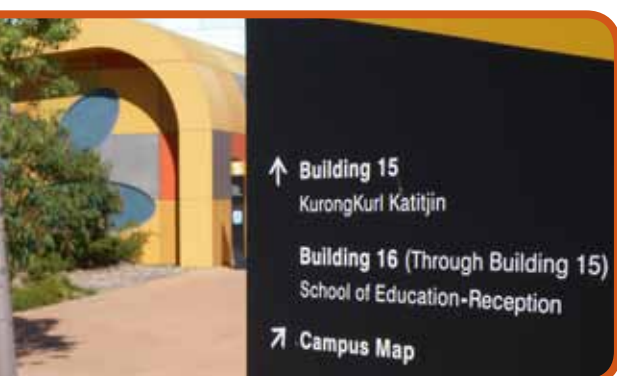 ↑ Building 15
KurongKurl Katitjin
Building 16 (Through Building 15)
School of Education-Reception
↗ Campus Map